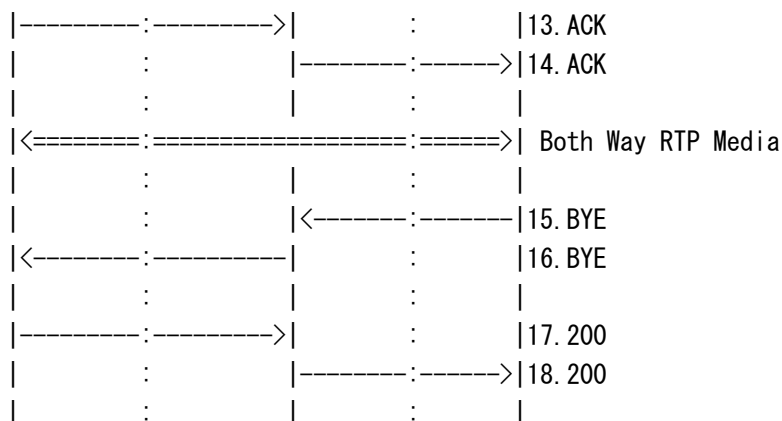 |---------:--------->|        :      |13.ACK
|         :          |--------:------>|14.ACK
|         :          |        :       |
|<========:===================:======>| Both Way RTP Media
|         :          |        :       |
|         :          |<-------:-------|15.BYE
|<--------:----------|        :       |16.BYE
|         :          |        :       |
|---------:--------->|        :       |17.200
|         :          |--------:------>|18.200
|         :          |        :       |